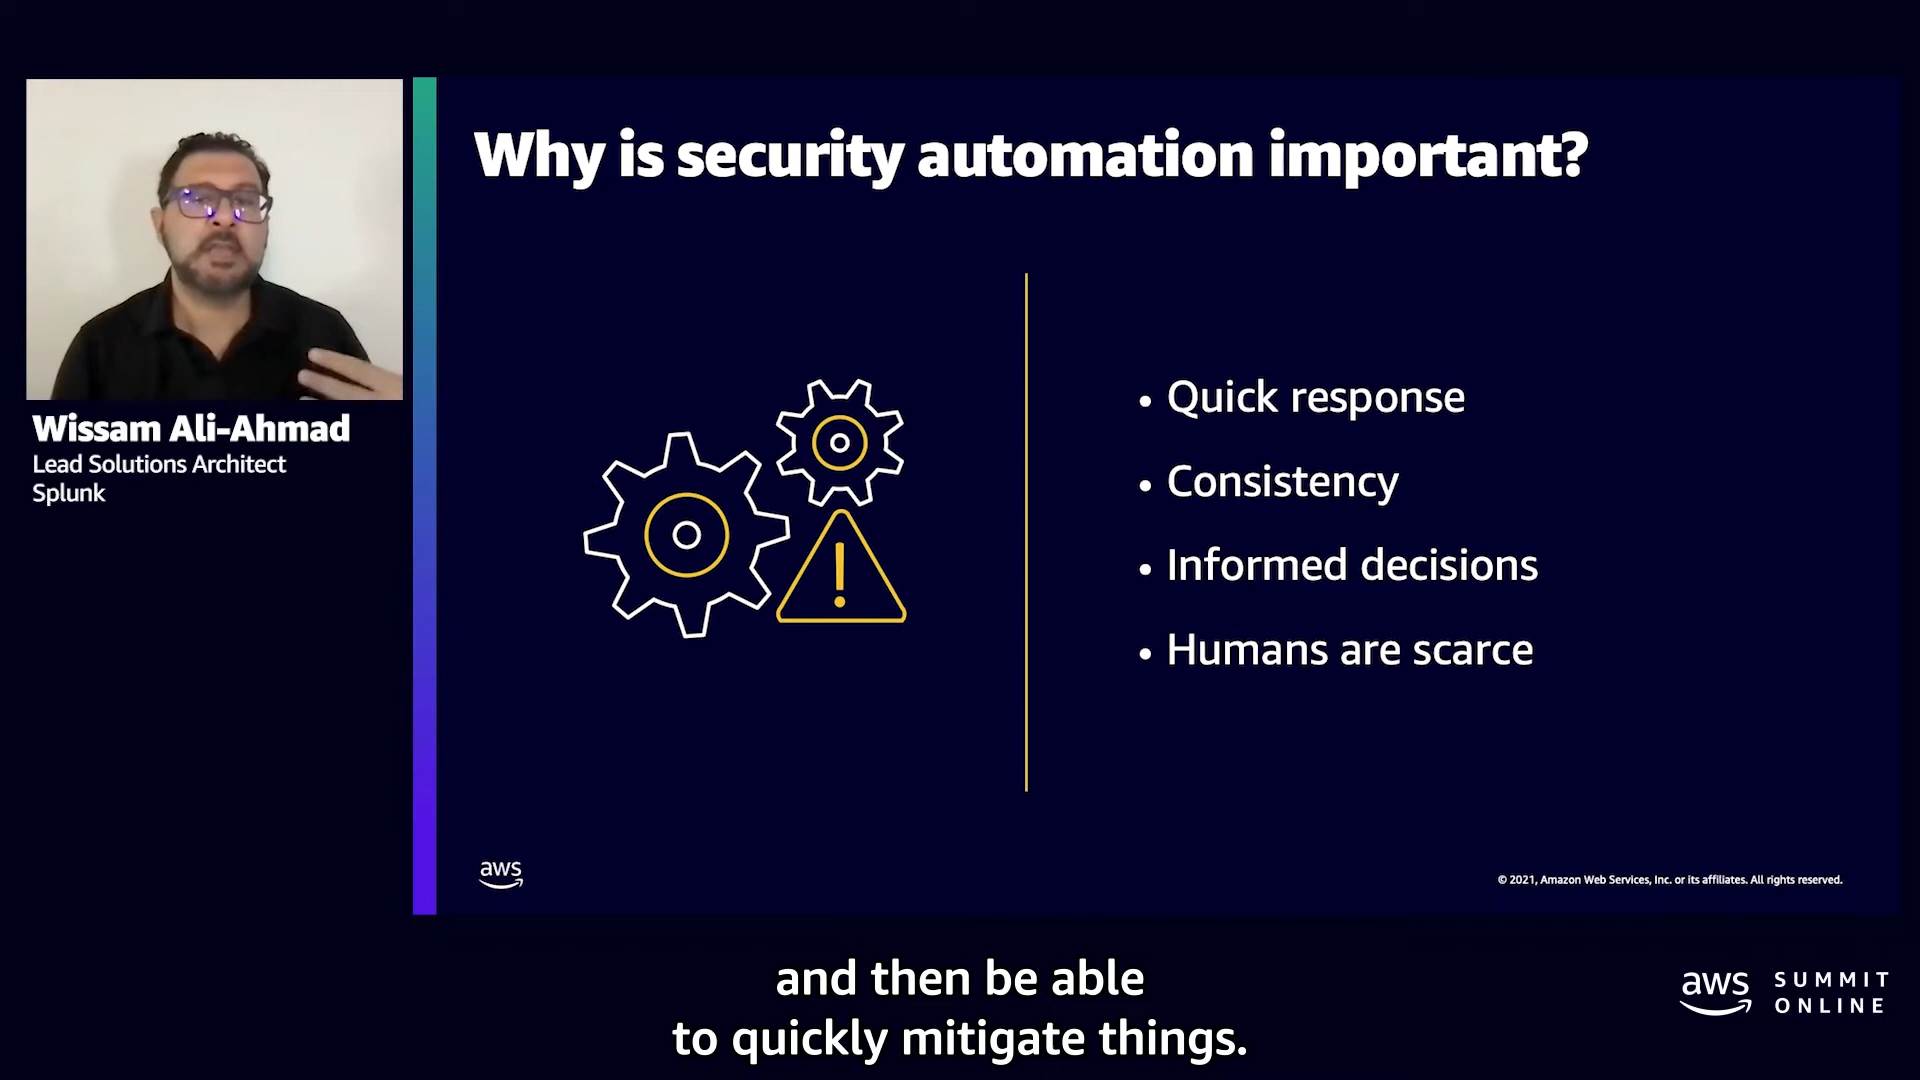 Why is security automation important?
Wissam Ali-Ahmad
Lead Solutions Architect
Splunk
• Quick response
• Consistency
• Informed decisions
• Humans are scarce
aws
© 2021, Amazon Web Services, Inc. or its affiliates. All rights reserved.
and then be able
to quickly mitigate things.
aws SUMMIT
ONLINE